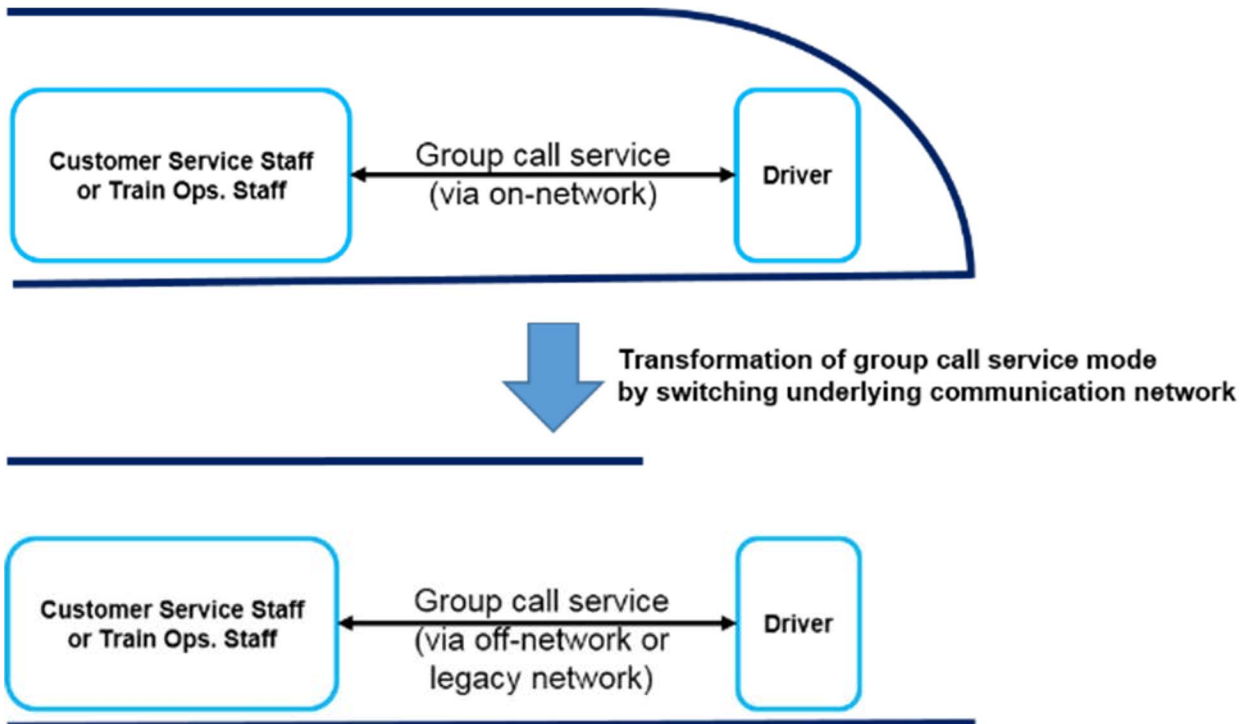 Customer Service Staff
or Train Ops. Staff
Group call service
(via on-network)
Driver
Transformation of group call service mode
by switching underlying communication network
Customer Service Staff
or Train Ops. Staff
Group call service
(via off-network or
legacy network)
Driver